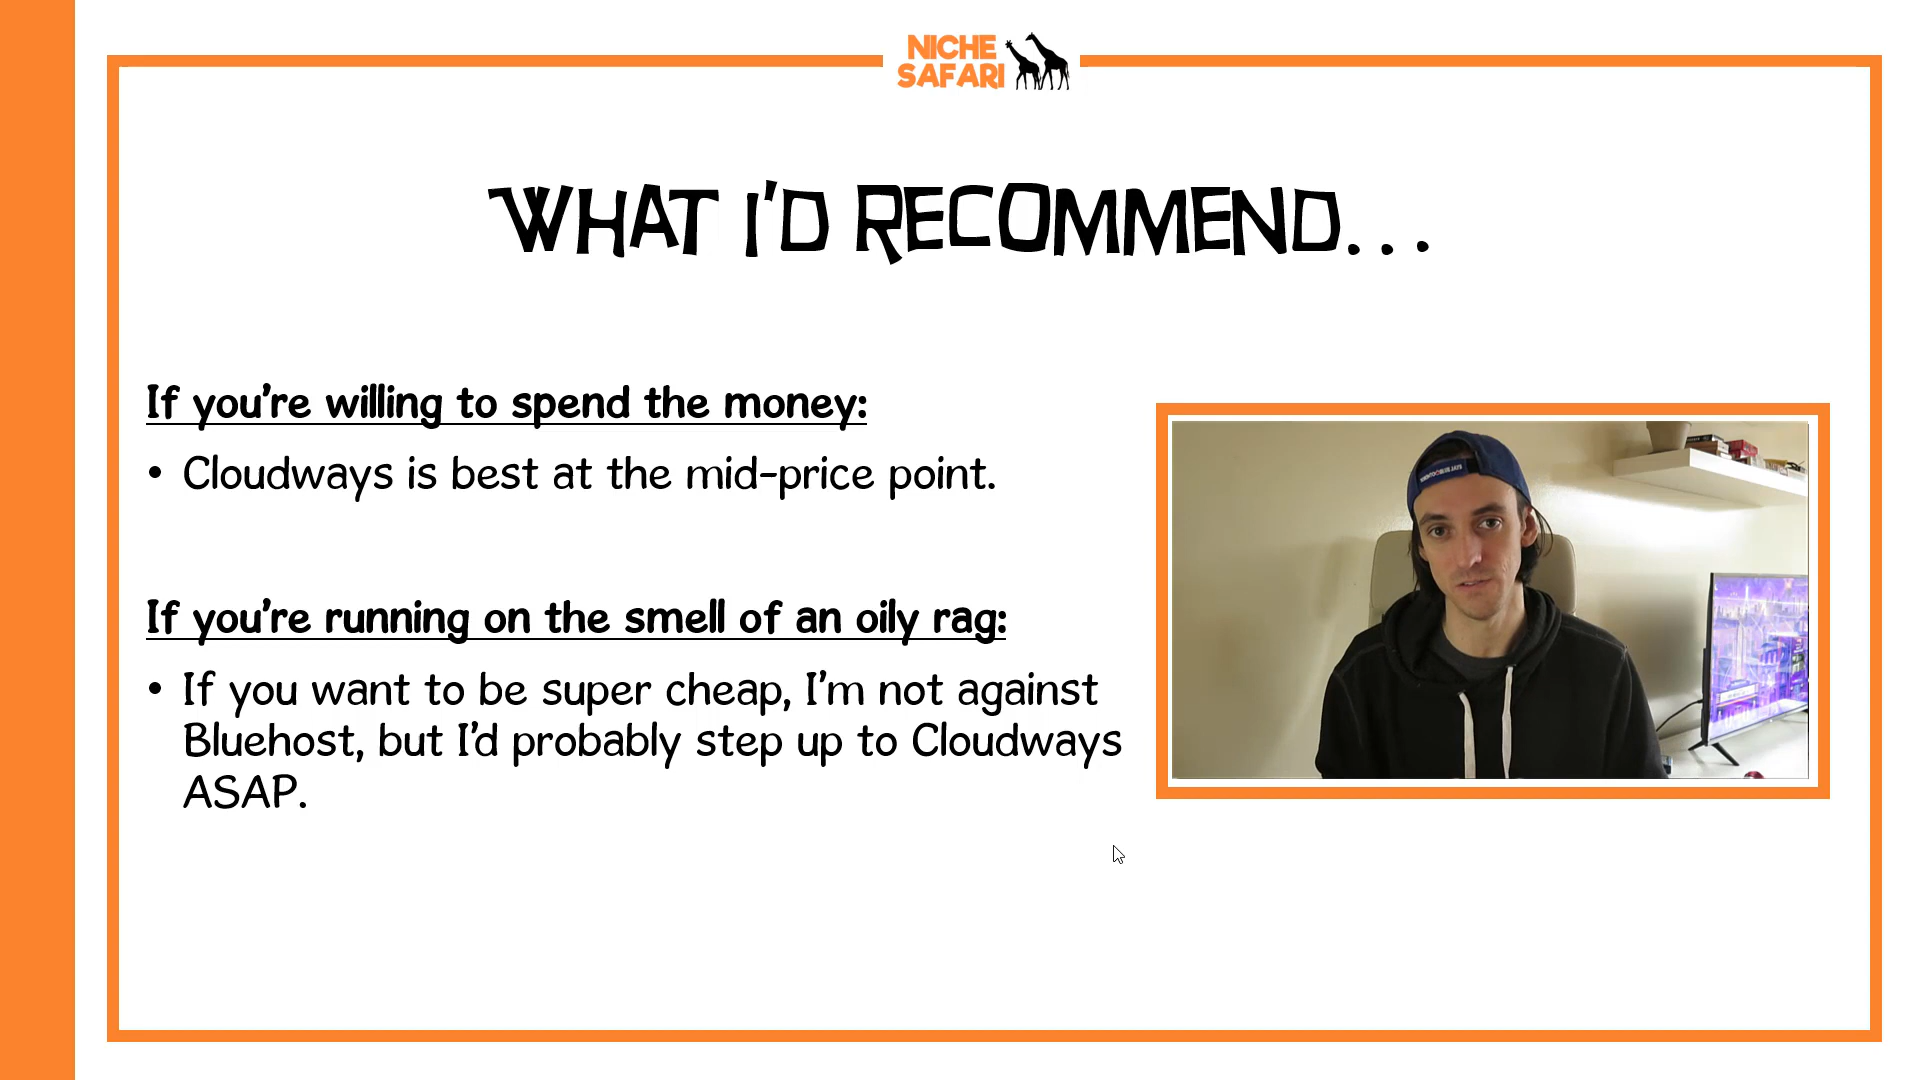 NICHE
SAFARI
WHAT I'D RECOMMEND...
If you're willing to spend the money:
• Cloudways is best at the mid-price point.
If you're running on the smell of an oily rag:
• If you want to be super cheap, I'm not against
Bluehost, but I'd probably step up to Cloudways
ASAP.